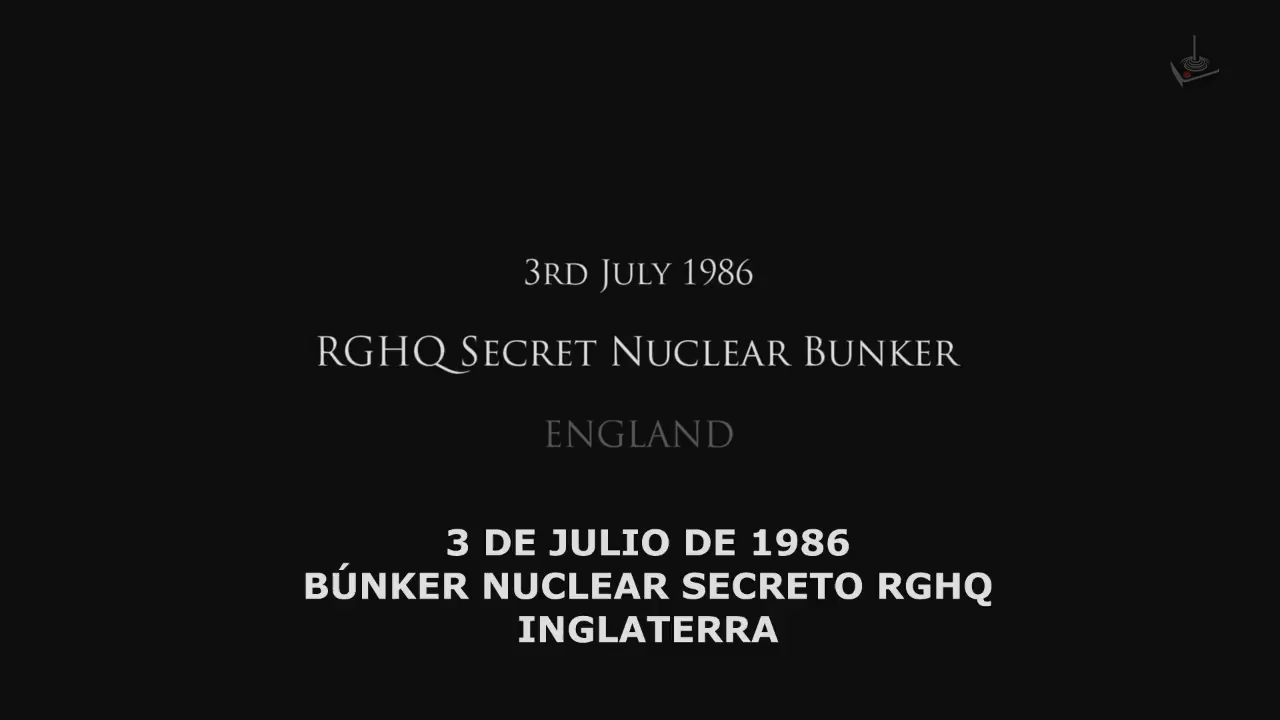 3rd July 1986
RGHQ Secret Nuclear Bunker
ENGLAND
3 DE JULIO DE 1986
BÚNKER NUCLEAR SECRETO RGHQ
INGLATERRA